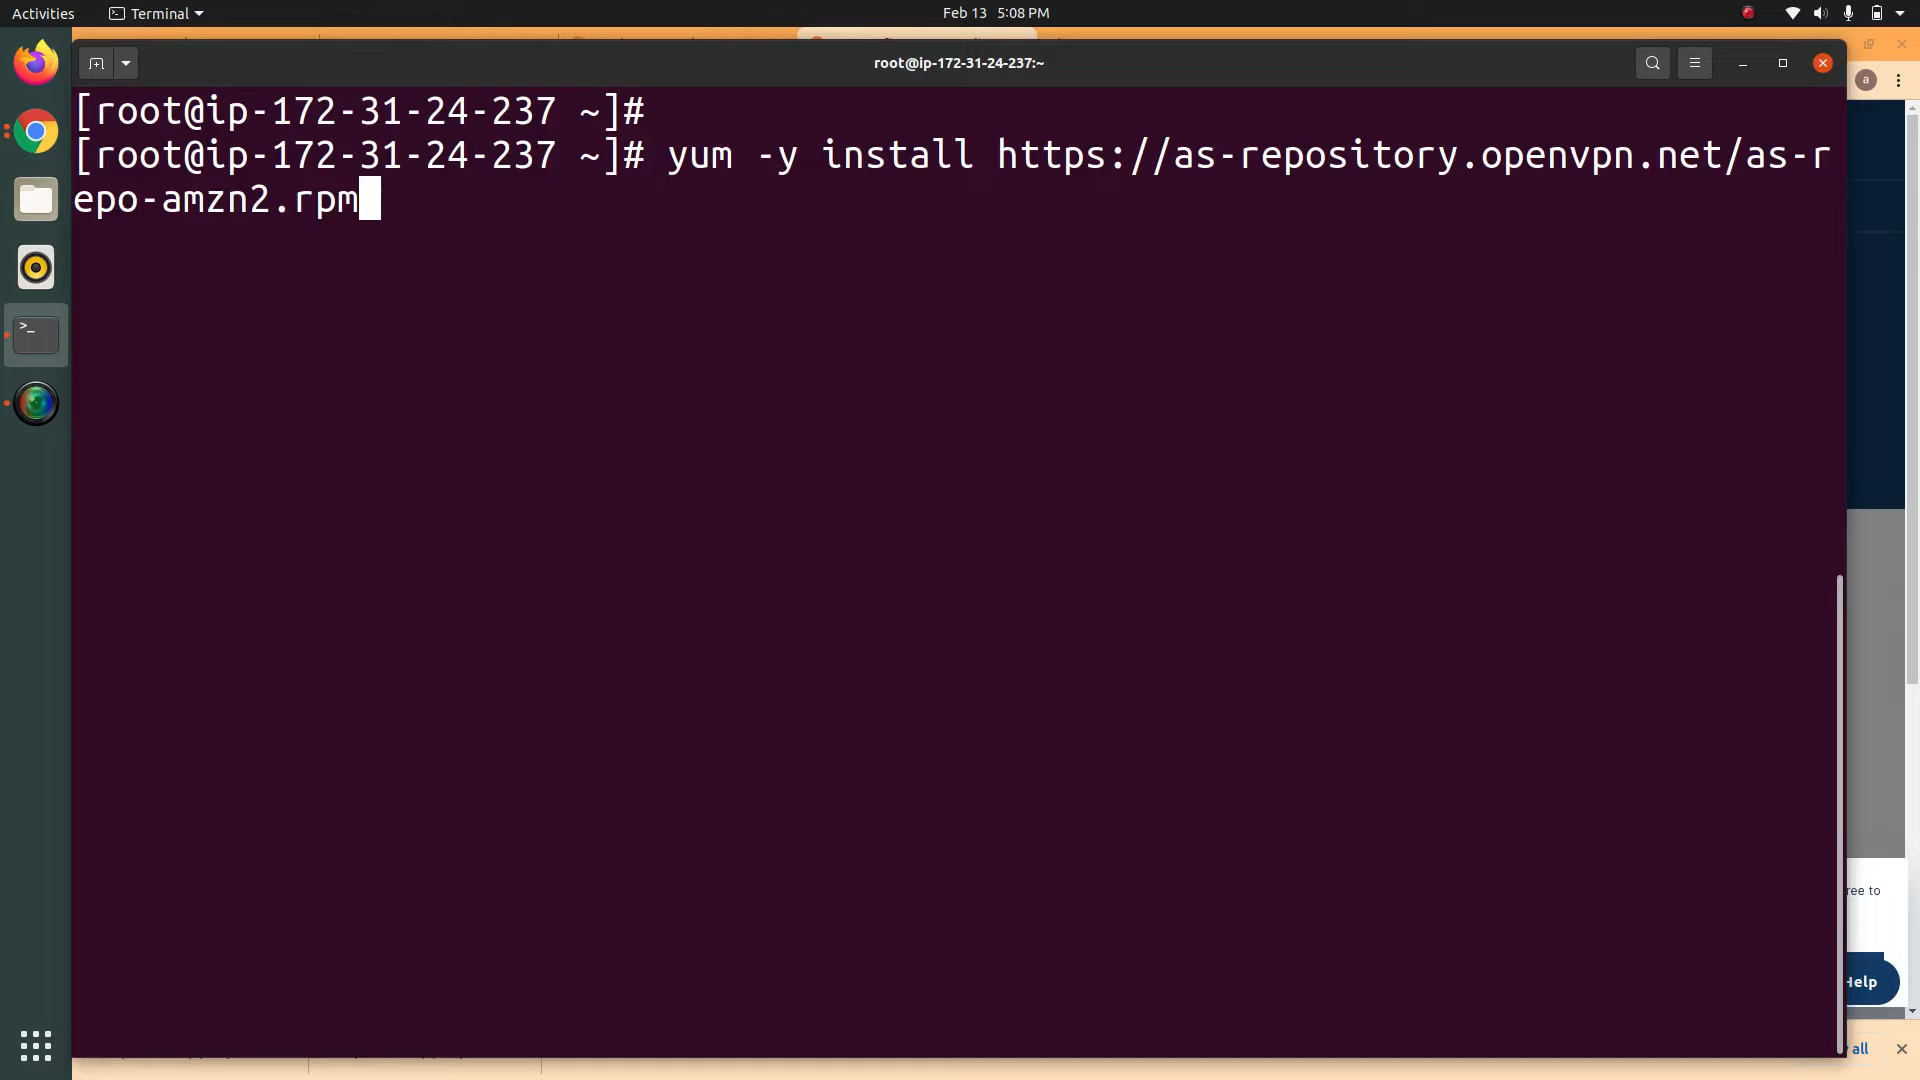 Activities
Terminal
Feb 13 5:08 PM
root@ip-172-31-24-237:~
a
[root@ip-172-31-24-237 ~]#
[root@ip-172-31-24-237 ~]# yum -y install https://as-repository.openvpn.net/as-r
epo-amzn2.rpm
>_
ree to
Help
all